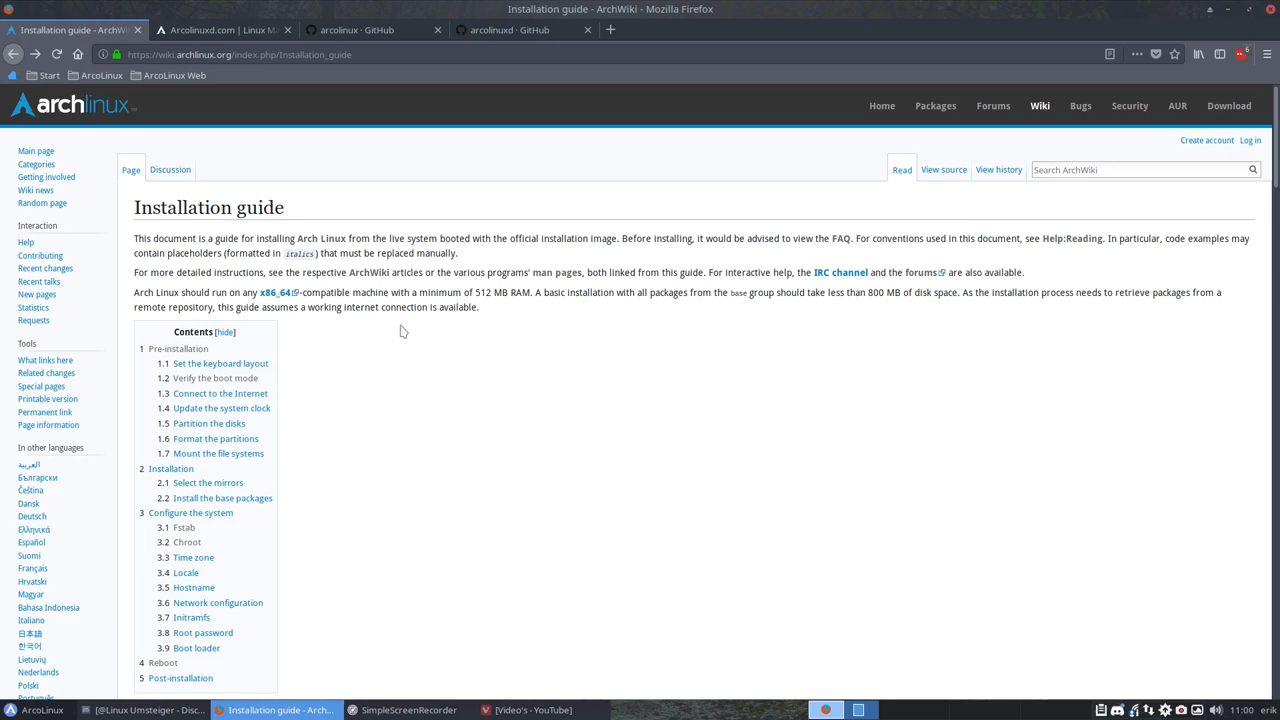 Installation guide - ArchWiki - Mozilla Firefox
Installation guide - ArchW
Arcolinuxd.com | Linux Ma
arcolinux · GitHub
arcolinuxd · GitHub
https://wiki.archlinux.org/index.php/Installation_guide
6
Start ArcoLinux ArcoLinux Web
archlinux
Home Packages Forums Wiki Bugs Security AUR Download
Create account Log in
Main page
Categories
Getting involved
Wiki news
Random page
Interaction
Help
Contributing
Recent changes
Recent talks
New pages
Statistics
Requests
Tools
What links here
Related changes
Special pages
Printable version
Permanent link
Page information
In other languages
العربية
Български
Čeština
Dansk
Deutsch
Ελληνικά
Español
Suomi
Français
Hrvatski
Magyar
Bahasa Indonesia
Italiano
日本語
한국어
Lietuvių
Nederlands
Polski
Português
Page Discussion Read View source View history Search ArchWiki
Installation guide
This document is a guide for installing Arch Linux from the live system booted with the official installation image. Before installing, it would be advised to view the FAQ. For conventions used in this document, see Help:Reading. In particular, code examples may
contain placeholders (formatted in italics) that must be replaced manually.
For more detailed instructions, see the respective ArchWiki articles or the various programs' man pages, both linked from this guide. For interactive help, the IRC channel and the forums are also available.
Arch Linux should run on any x86_64-compatible machine with a minimum of 512 MB RAM. A basic installation with all packages from the base group should take less than 800 MB of disk space. As the installation process needs to retrieve packages from a
remote repository, this guide assumes a working internet connection is available.
Contents [hide]
1 Pre-installation
1.1 Set the keyboard layout
1.2 Verify the boot mode
1.3 Connect to the Internet
1.4 Update the system clock
1.5 Partition the disks
1.6 Format the partitions
1.7 Mount the file systems
2 Installation
2.1 Select the mirrors
2.2 Install the base packages
3 Configure the system
3.1 Fstab
3.2 Chroot
3.3 Time zone
3.4 Locale
3.5 Hostname
3.6 Network configuration
3.7 Initramfs
3.8 Root password
3.9 Boot loader
4 Reboot
5 Post-installation
ArcoLinux [@Linux Umsteiger - Disc... Installation guide - Arch... SimpleScreenRecorder [Video's - YouTube] 11:00 erik